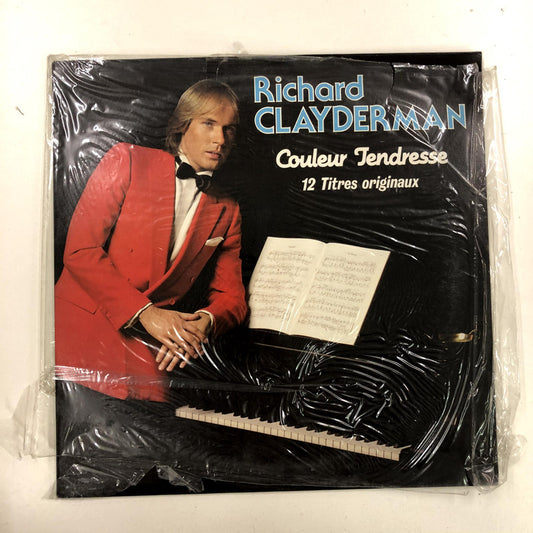 Richard
CLAYDERMAN
Couleur Tendresse
12 Titres originaux